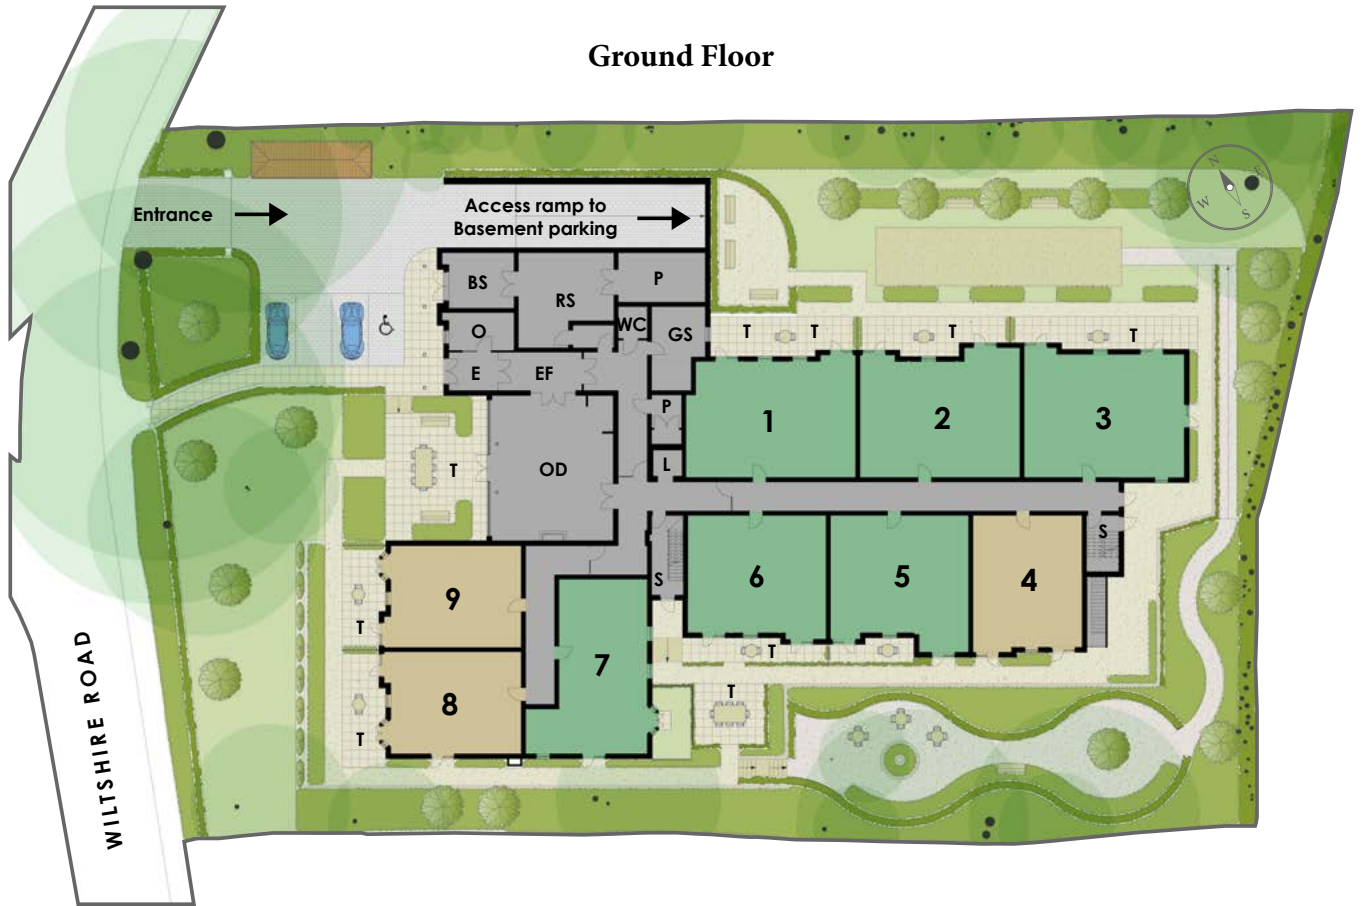 Ground Floor
N
E
W
S
Entrance
Access ramp to
Basement parking
BS
RS
P
O
WC
GS
T
T
T
T
E
EF
P
1
2
3
T
OD
L
S
S
6
5
4
9
T
7
T
T
8
T
WILTSHIRE ROAD